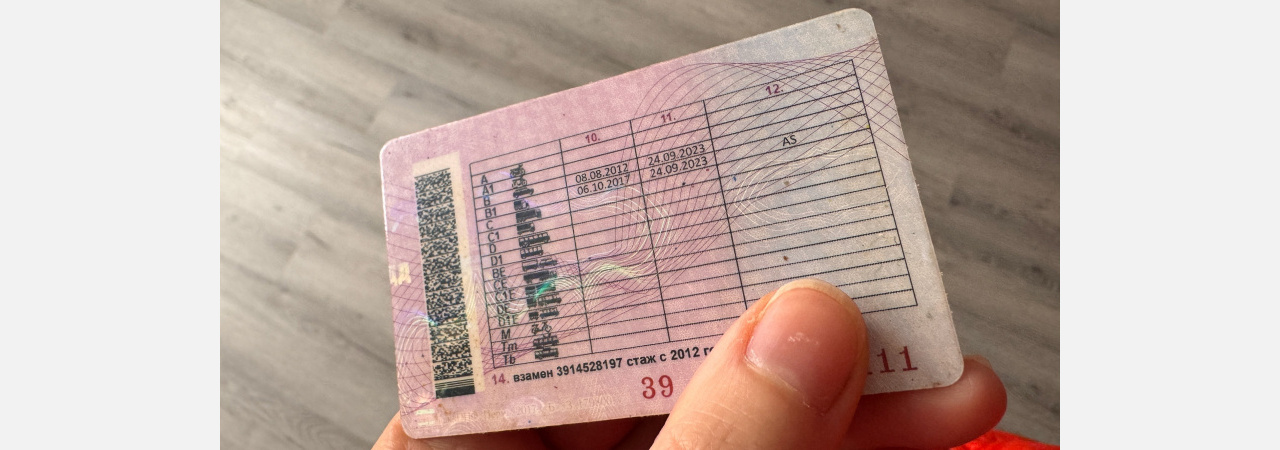 10. 11. 12.
A
A1
B 08.08.2012 24.09.2023
B1 06.10.2017 24.09.2023 AS
C
C1
D
D1
BE
CE
C1E
DE
D1E
M
Tm
Tb
14. взамен 3914528197 стаж с 2012
39 111